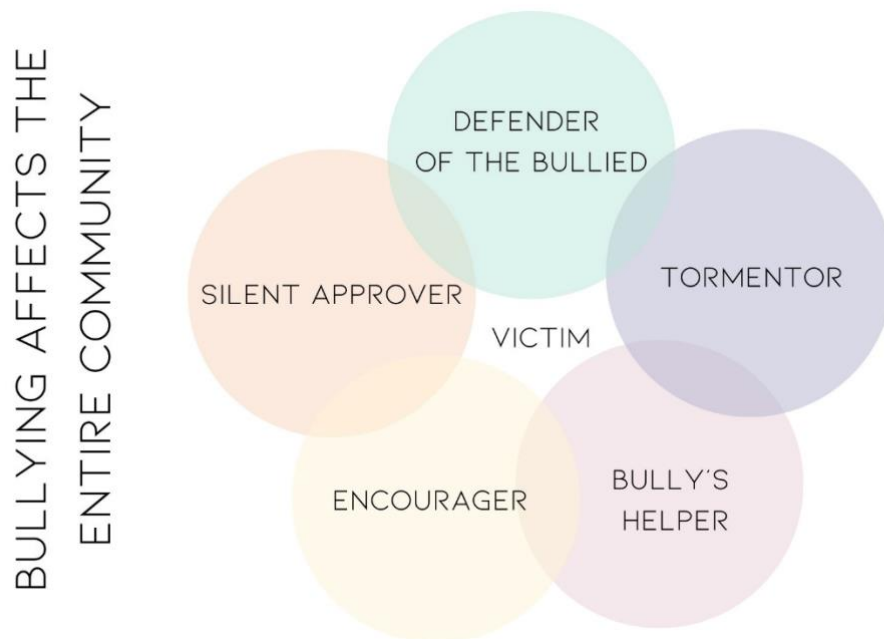 BULLYING AFFECTS THE
ENTIRE COMMUNITY
DEFENDER
OF THE BULLIED
TORMENTOR
SILENT APPROVER
VICTIM
ENCOURAGER
BULLY'S
HELPER